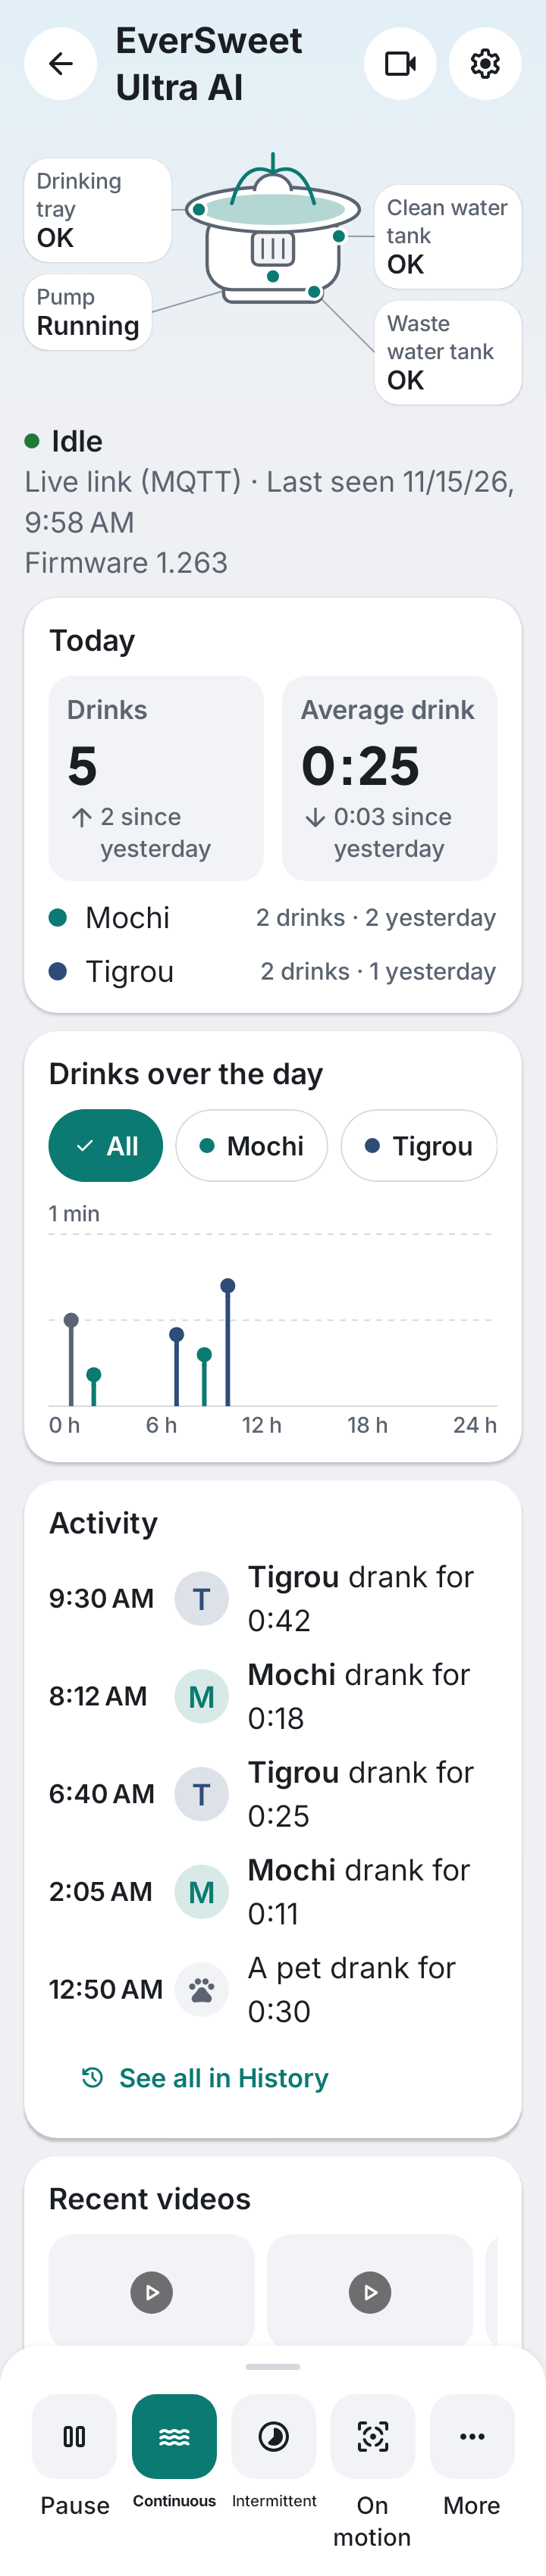 EverSweet
Ultra AI
Drinking
tray
OK
Clean water
tank
OK
Pump
Running
Waste
water tank
OK
Idle
Live link (MQTT) · Last seen 11/15/26,
9:58 AM
Firmware 1.263
Today
Drinks
5
↑ 2 since
yesterday
Average drink
0:25
↓ 0:03 since
yesterday
Mochi 2 drinks · 2 yesterday
Tigrou 2 drinks · 1 yesterday
Drinks over the day
All Mochi Tigrou
1 min
0 h 6 h 12 h 18 h 24 h
Activity
9:30 AM T Tigrou drank for
0:42
8:12 AM M Mochi drank for
0:18
6:40 AM T Tigrou drank for
0:25
2:05 AM M Mochi drank for
0:11
12:50 AM A pet drank for
0:30
See all in History
Recent videos
Pause Continuous Intermittent On
motion More